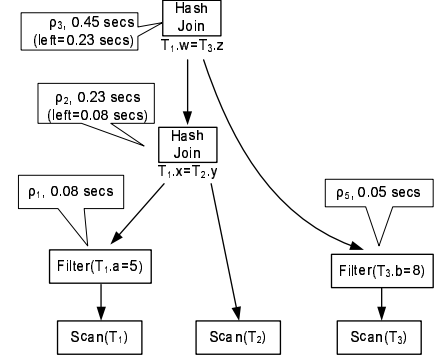 ρ₃, 0.45 secs
(left=0.23 secs)
Hash
Join
T₁.w=T₃.z
ρ₂, 0.23 secs
(left=0.08 secs)
Hash
Join
T₁.x=T₂.y
ρ₁, 0.08 secs
ρ₅, 0.05 secs
Filter(T₁.a=5)
Filter(T₃.b=8)
Scan(T₁)
Scan(T₂)
Scan(T₃)